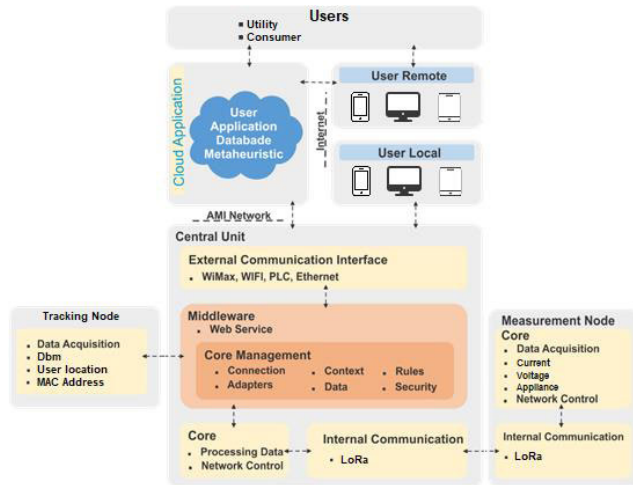 Users
▪ Utility
▪ Consumer
Cloud Application
User
Application
Databade
Metaheuristic
Internet
User Remote
User Local
AMI Network
Central Unit
External Communication Interface
• WiMax, WIFI, PLC, Ethernet
Middleware
• Web Service
Core Management
• Connection • Context • Rules
• Adapters • Data • Security
Tracking Node
• Data Acquisition
• Dbm
• User location
• MAC Address
Core
• Processing Data
• Network Control
Internal Communication
• LoRa
Measurement Node
Core
• Data Acquisition
• Current
• Voltage
• Appliance
• Network Control
Internal Communication
• LoRa